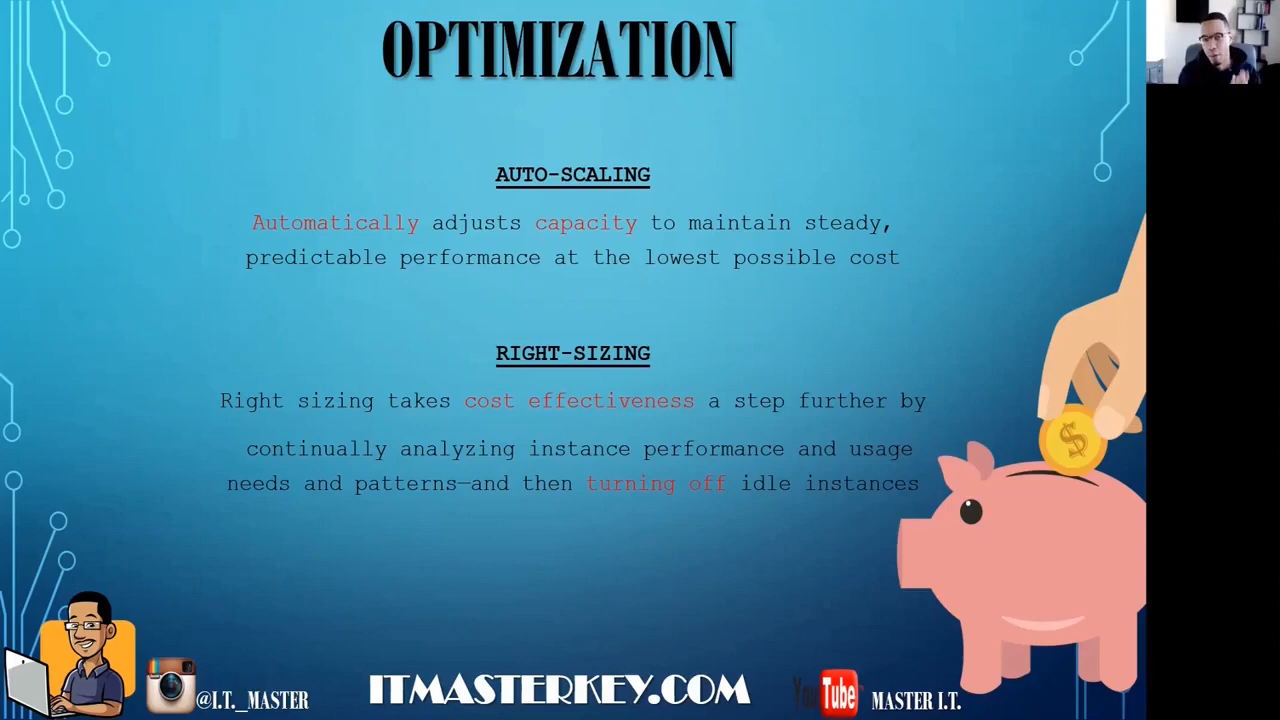 OPTIMIZATION
AUTO-SCALING
Automatically adjusts capacity to maintain steady,
predictable performance at the lowest possible cost
RIGHT-SIZING
Right sizing takes cost effectiveness a step further by
continually analyzing instance performance and usage
needs and patterns—and then turning off idle instances
$
@I.T._MASTER
ITMASTERKEY.COM
YouTube
MASTER I.T.